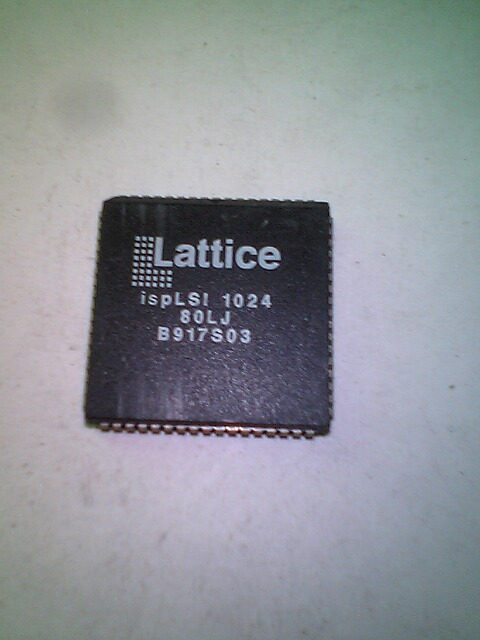 Lattice
ispLSI 1024
80LJ
B917S03